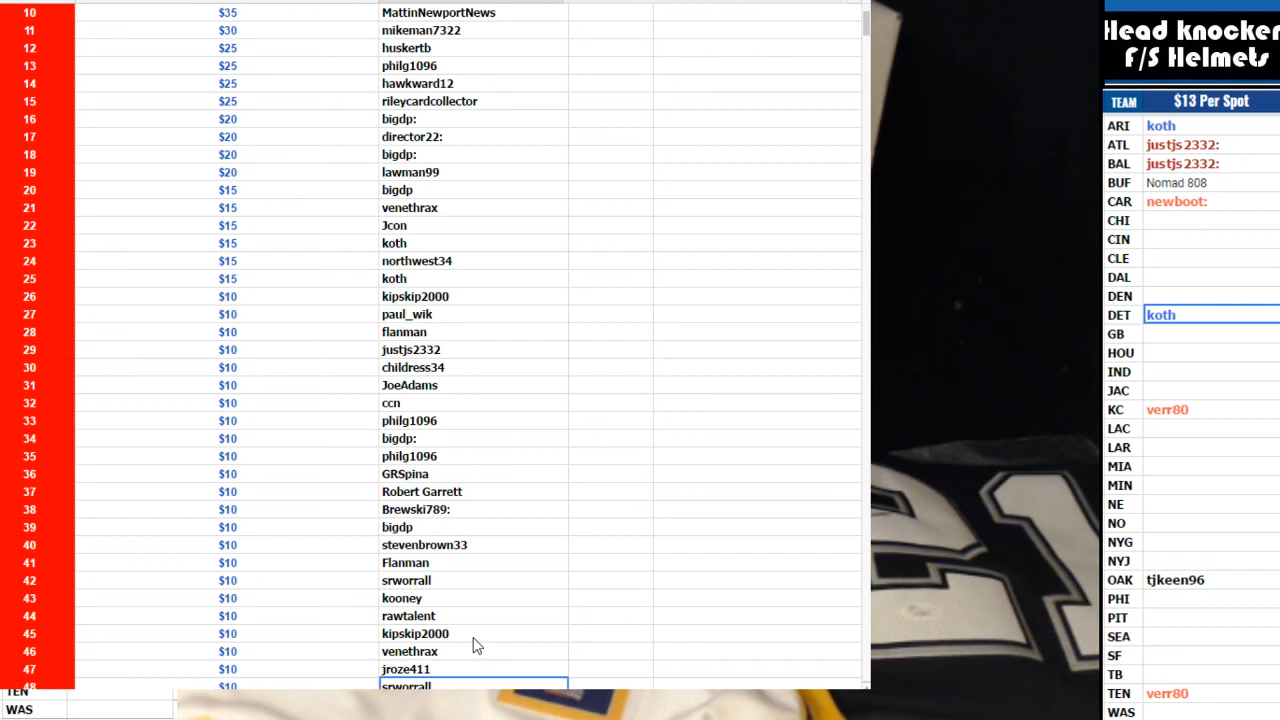 10 $35 MattinNewportNews
11 $30 mikeman7322
12 $25 huskertb
13 $25 philg1096
14 $25 hawkward12
15 $25 rileycardcollector
16 $20 bigdp:
17 $20 director22:
18 $20 bigdp:
19 $20 lawman99
20 $15 bigdp
21 $15 venethrax
22 $15 Jcon
23 $15 koth
24 $15 northwest34
25 $15 koth
26 $10 kipskip2000
27 $10 paul_wik
28 $10 flanman
29 $10 justjs2332
30 $10 childress34
31 $10 JoeAdams
32 $10 ccn
33 $10 philg1096
34 $10 bigdp:
35 $10 philg1096
36 $10 GRSpina
37 $10 Robert Garrett
38 $10 Brewski789:
39 $10 bigdp
40 $10 stevenbrown33
41 $10 Flanman
42 $10 srworrall
43 $10 kooney
44 $10 rawtalent
45 $10 kipskip2000
46 $10 venethrax
47 $10 jroze411
48 $10 srworrall
TEN
WAS
Head knocker
F/S Helmets
TEAM $13 Per Spot
ARI koth
ATL justjs2332:
BAL justjs2332:
BUF Nomad 808
CAR newboot:
CHI
CIN
CLE
DAL
DEN
DET koth
GB
HOU
IND
JAC
KC verr80
LAC
LAR
MIA
MIN
NE
NO
NYG
NYJ
OAK tjkeen96
PHI
PIT
SEA
SF
TB
TEN verr80
WAS